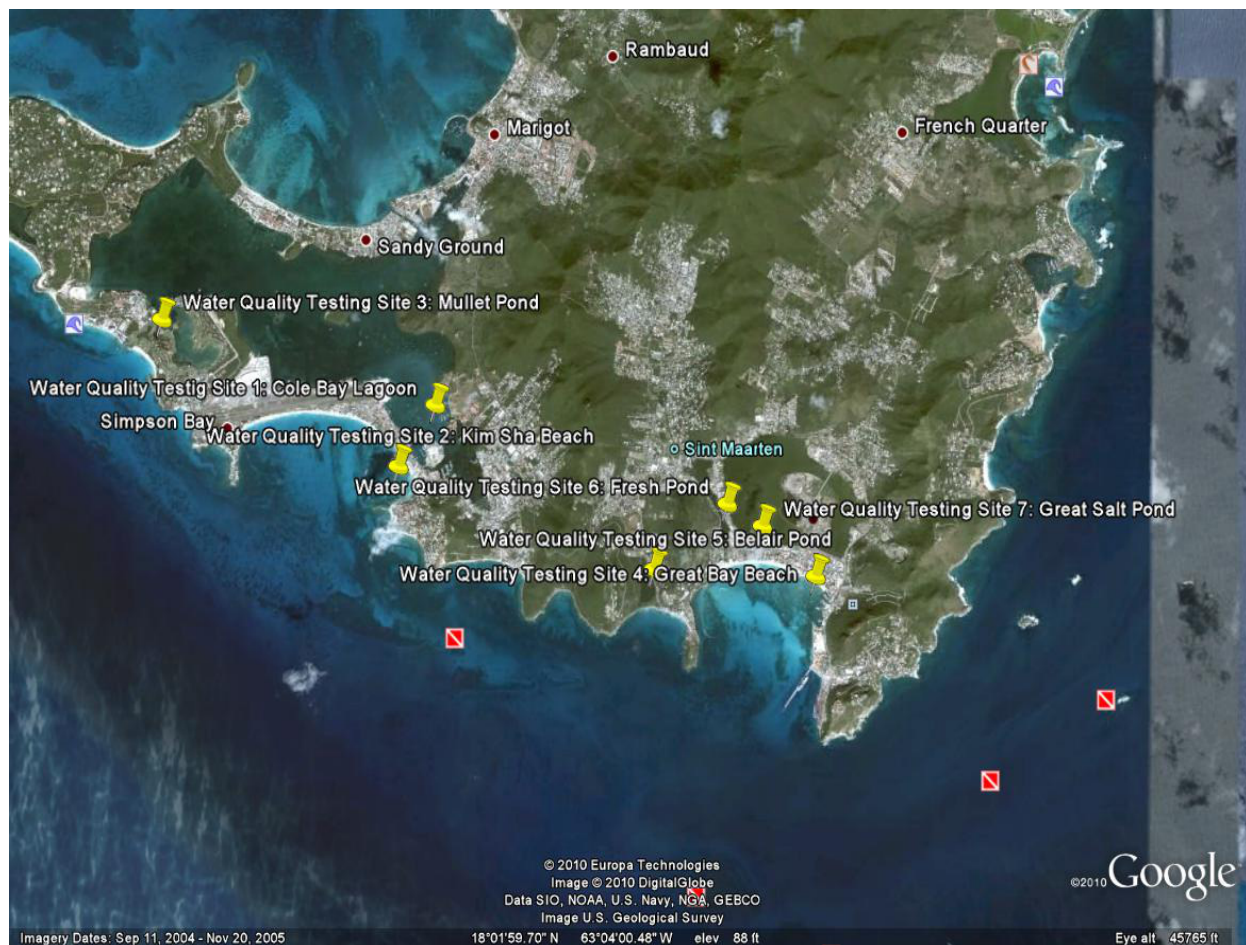 Rambaud
Marigot
French Quarter
Sandy Ground
Water Quality Testing Site 3: Mullet Pond
Water Quality Testig Site 1: Cole Bay Lagoon
Simpson Bay
Water Quality Testing Site 2: Kim Sha Beach
Sint Maarten
Water Quality Testing Site 6: Fresh Pond
Water Quality Testing Site 7: Great Salt Pond
Water Quality Testing Site 5: Belair Pond
Water Quality Testing Site 4: Great Bay Beach
© 2010 Europa Technologies
Image © 2010 DigitalGlobe
Data SIO, NOAA, U.S. Navy, NGA, GEBCO
Image U.S. Geological Survey
©2010 Google
Imagery Dates: Sep 11, 2004 - Nov 20, 2005 18°01'59.70" N 63°04'00.48" W elev 88 ft Eye alt 45765 ft